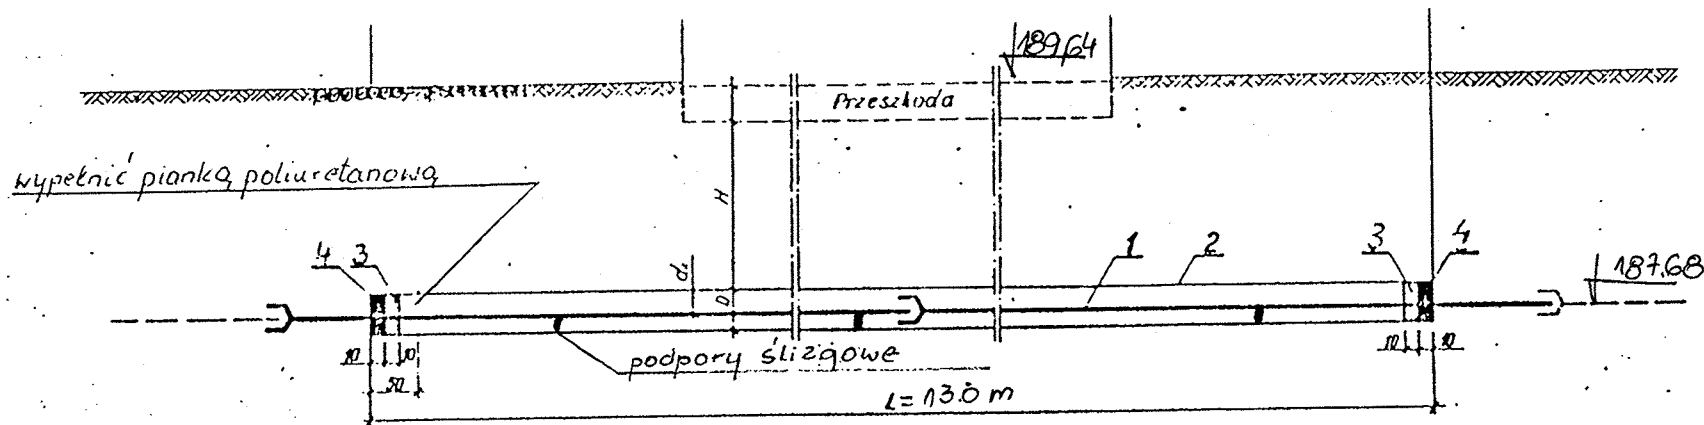 189,64
Przeszkoda
wypełnić pianką poliuretanową
H
4 3
d
D
1
2
3 4
187.68
10 10
50
podpory ślizgowe
10 10
L= 13.0 m